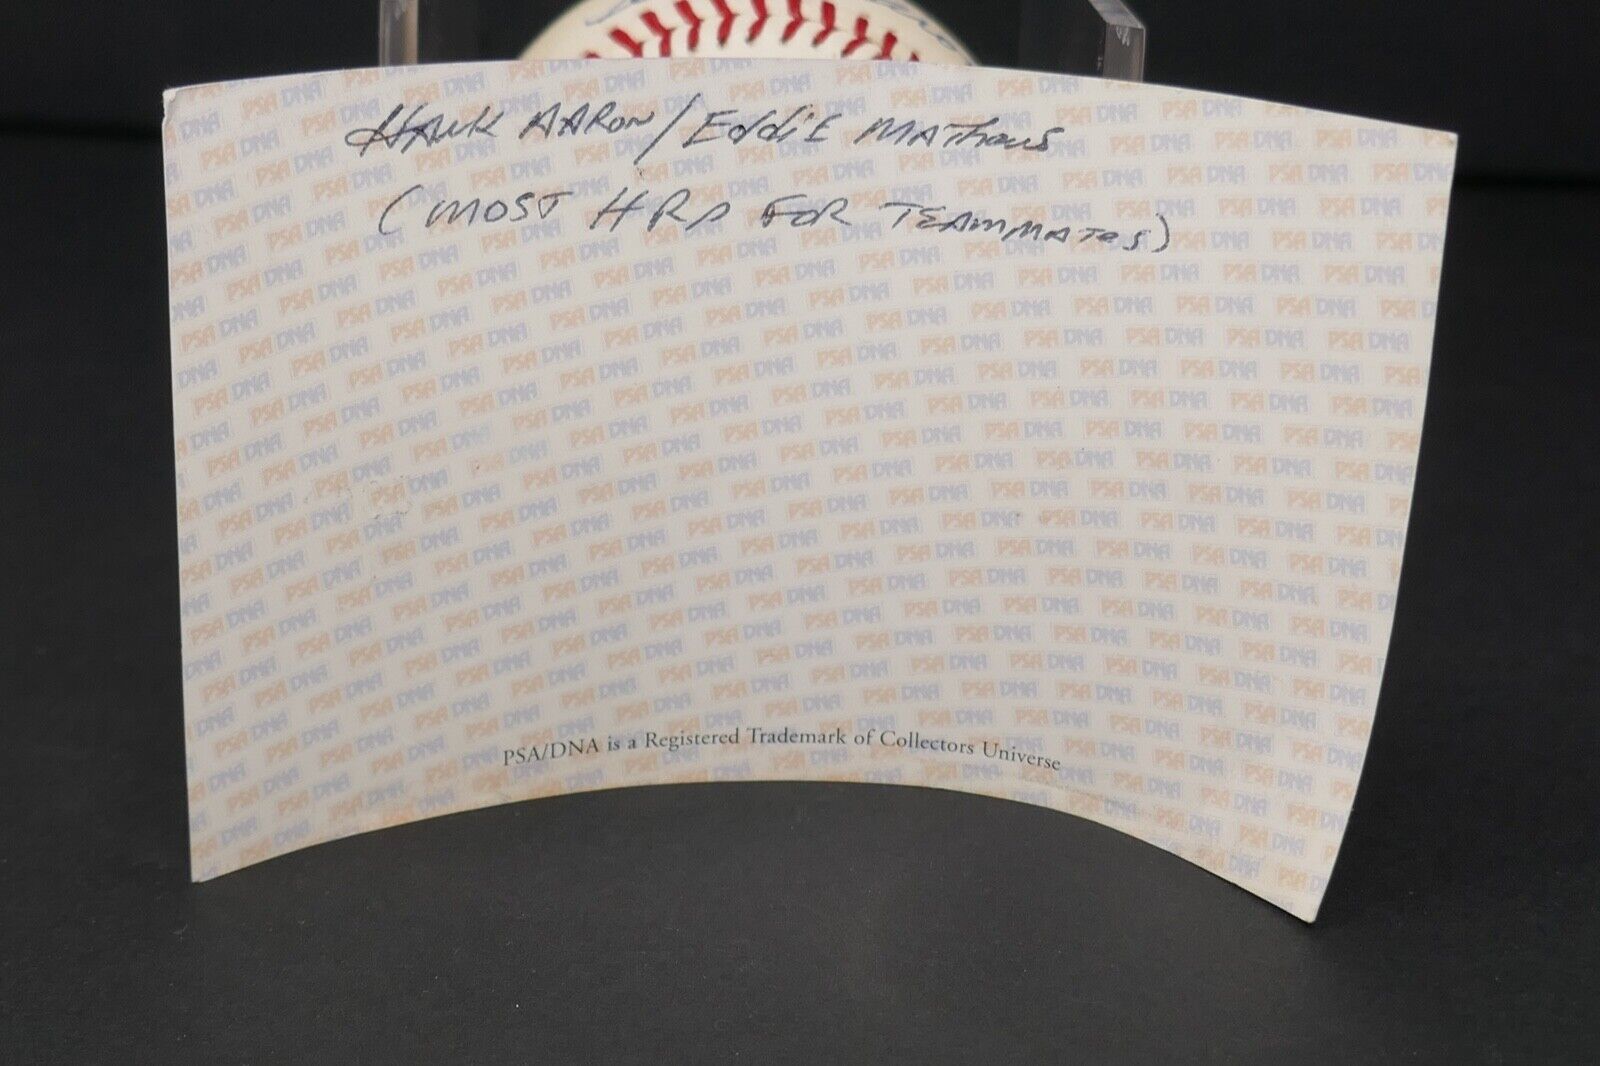 HANK AARON / EddiE MATHEWS
(MOST HRs FOR TEAMMATES)
PSA/DNA is a Registered Trademark of Collectors Universe